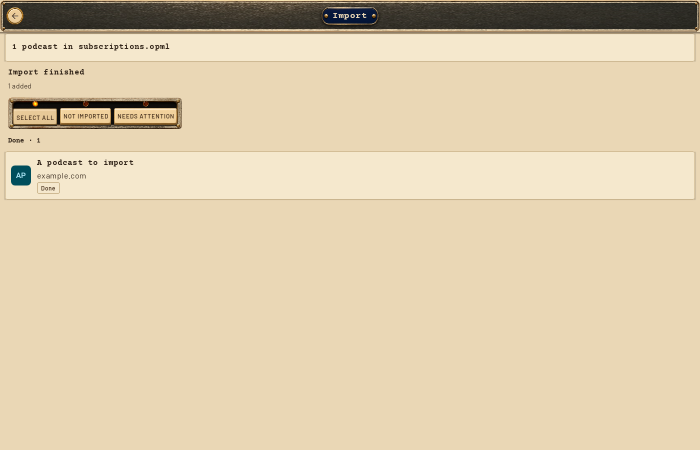 Import
1 podcast in subscriptions.opml
Import finished
1 added
SELECT ALL
NOT IMPORTED
NEEDS ATTENTION
Done · 1
AP
A podcast to import
example.com
Done